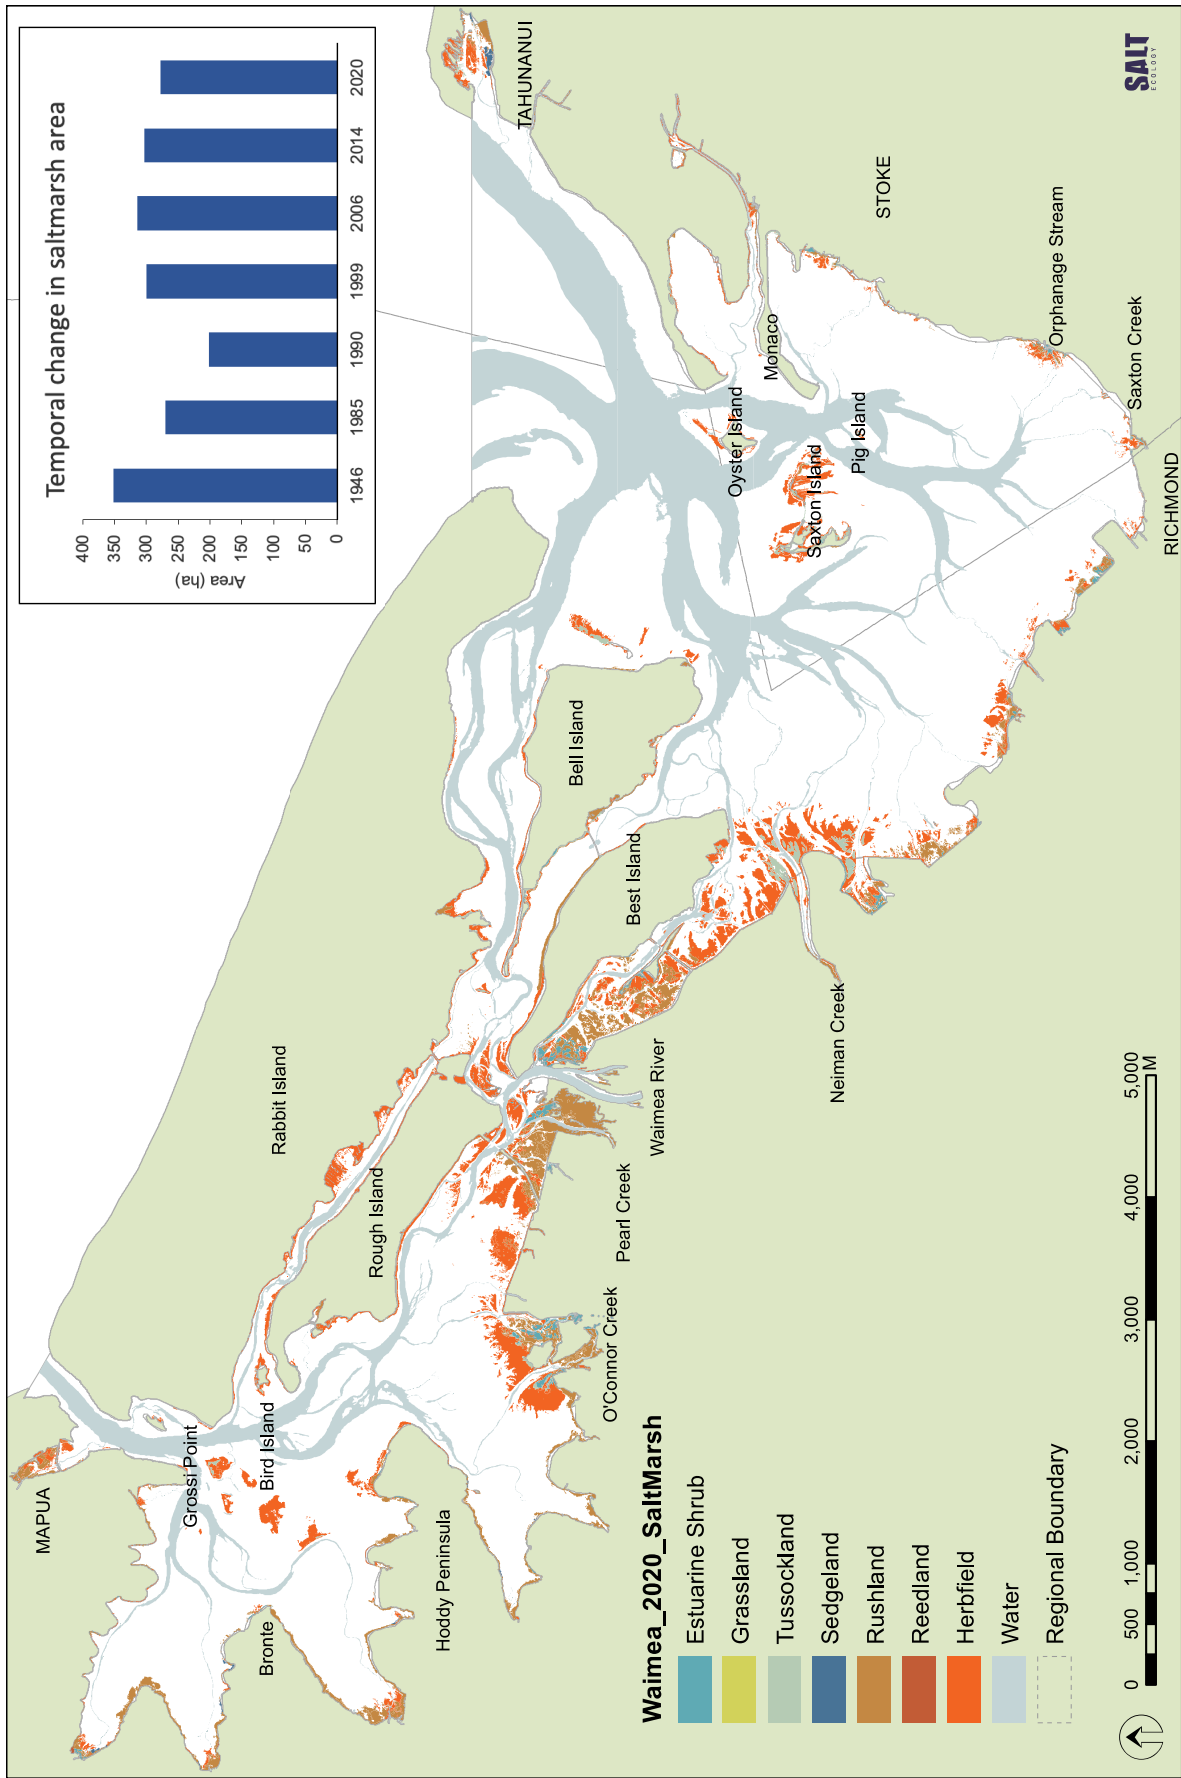 Temporal change in saltmarsh area
Area (ha)
400
350
300
250
200
150
100
50
0
1946
1985
1990
1999
2006
2014
2020
MAPUA
Grossi Point
Bird Island
Bronte
Hoddy Peninsula
Rabbit Island
Rough Island
O'Connor Creek
Pearl Creek
Waimea River
Best Island
Bell Island
Neiman Creek
Oyster Island
Saxton Island
Pig Island
Monaco
TAHUNANUI
STOKE
Orphanage Stream
Saxton Creek
RICHMOND
Waimea_2020_SaltMarsh
Estuarine Shrub
Grassland
Tussockland
Sedgeland
Rushland
Reedland
Herbfield
Water
Regional Boundary
0 500 1,000 2,000 3,000 4,000 5,000
M
SALT
ECOLOGY